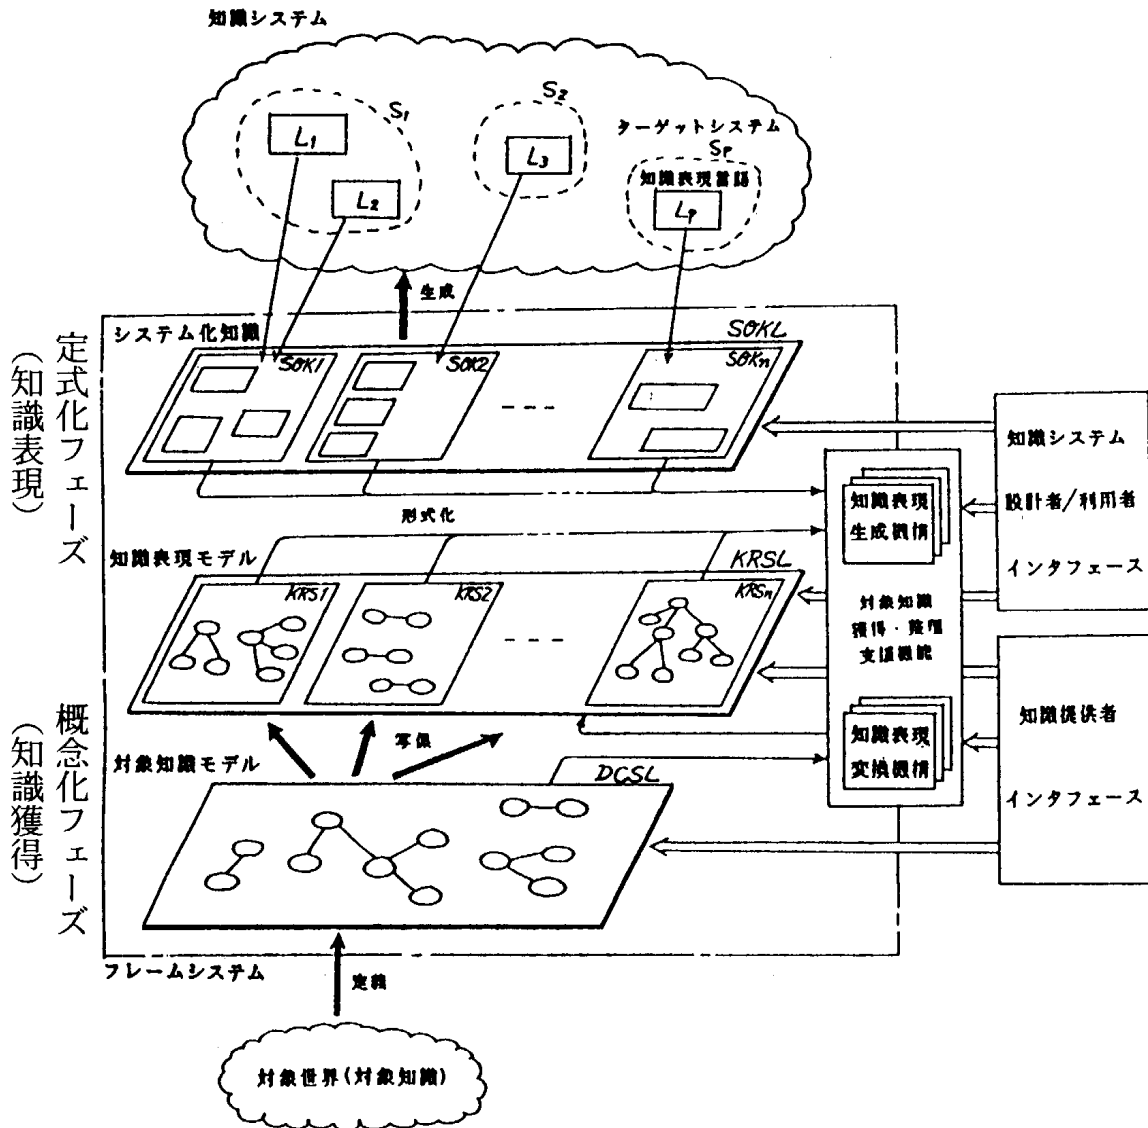 知識システム
S1
S2
ターゲットシステム
SP
L1
L3
知識表現言語
L2
LP
生成
定式化フェーズ
（知識表現）
システム化知識
SOKL
SOK1
SOK2
SOKn
知識システム
設計者/利用者
インタフェース
知識表現
生成機情
形式化
知識表現モデル
KRSL
KRS1
KRS2
KRSn
対象知識
獲得・整理
支援機能
概念化フェーズ
（知識獲得）
写像
対象知識モデル
DCSL
知識表現
変換機情
知識提供者
インタフェース
フレームシステム
定義
対象世界(対象知識)